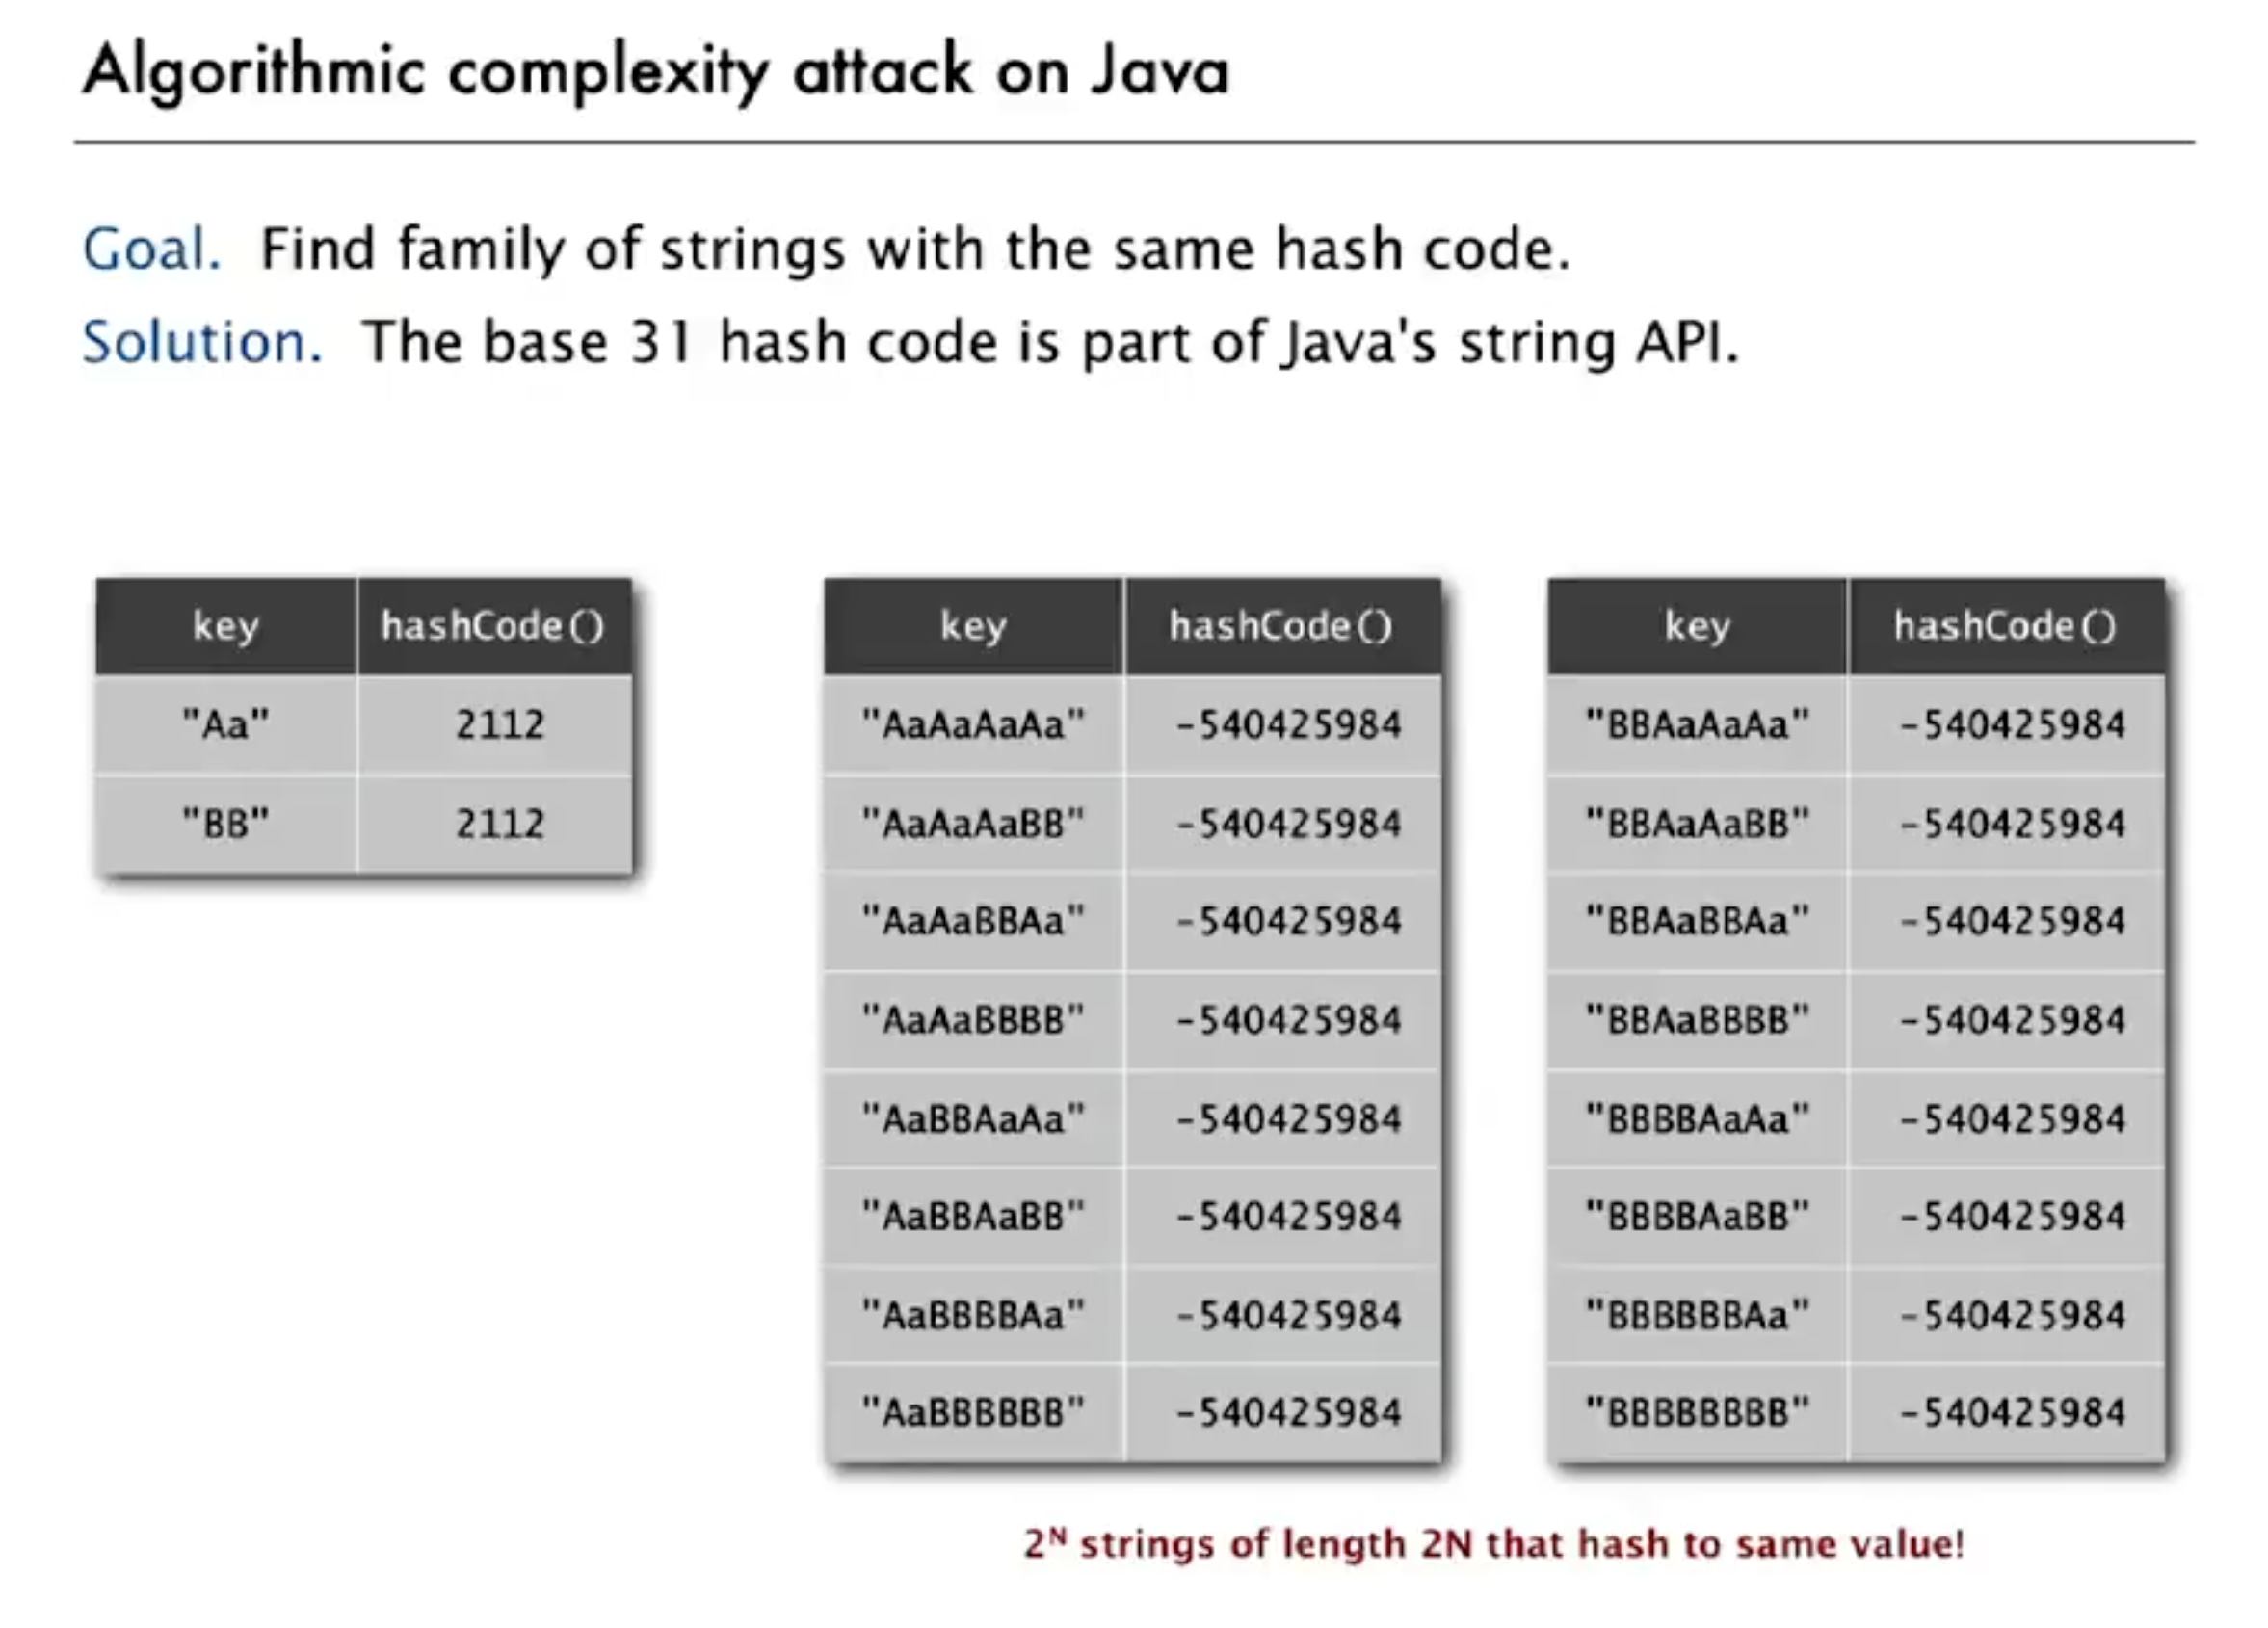 Algorithmic complexity attack on Java
Goal. Find family of strings with the same hash code.
Solution. The base 31 hash code is part of Java's string API.
key hashCode()
"Aa" 2112
"BB" 2112
key hashCode()
"AaAaAaAa" -540425984
"AaAaAaBB" -540425984
"AaAaBBAa" -540425984
"AaAaBBBB" -540425984
"AaBBAaAa" -540425984
"AaBBAaBB" -540425984
"AaBBBBAa" -540425984
"AaBBBBBB" -540425984
key hashCode()
"BBAaAaAa" -540425984
"BBAaAaBB" -540425984
"BBAaBBAa" -540425984
"BBAaBBBB" -540425984
"BBBBAaAa" -540425984
"BBBBAaBB" -540425984
"BBBBBBAa" -540425984
"BBBBBBBB" -540425984
2ᴺ strings of length 2N that hash to same value!